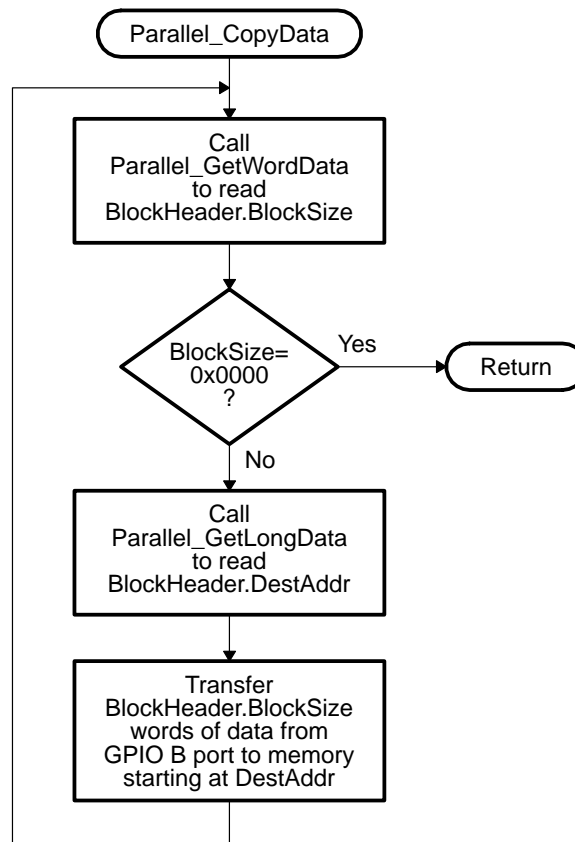 Parallel_CopyData
Call
Parallel_GetWordData
to read
BlockHeader.BlockSize
BlockSize=
0x0000
?
Yes
Return
No
Call
Parallel_GetLongData
to read
BlockHeader.DestAddr
Transfer
BlockHeader.BlockSize
words of data from
GPIO B port to memory
starting at DestAddr